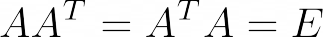 $AA^T = A^T A = E$